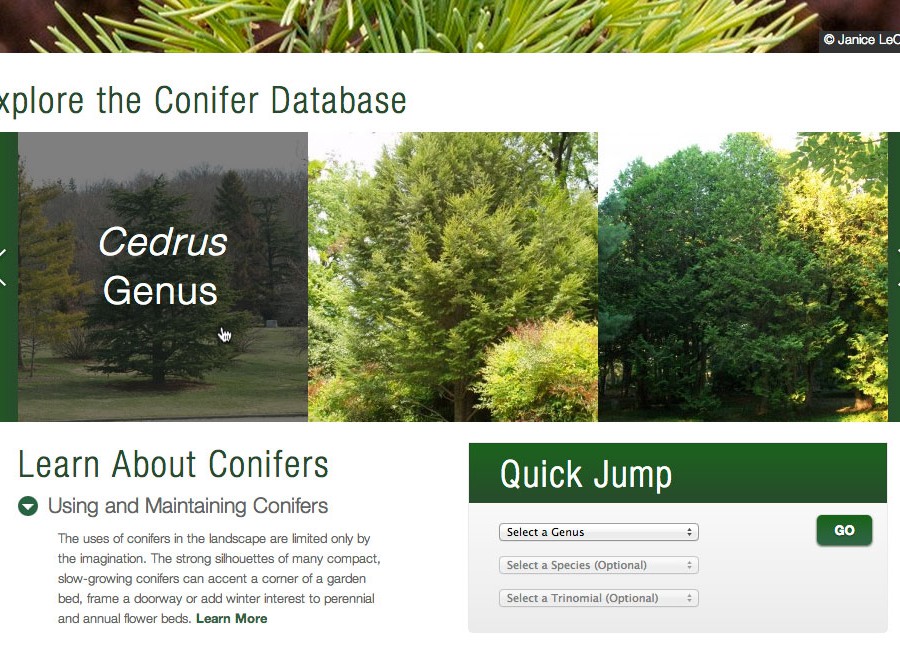 © Janice LeC
xplore the Conifer Database
Cedrus
Genus
Learn About Conifers
Using and Maintaining Conifers
The uses of conifers in the landscape are limited only by
the imagination. The strong silhouettes of many compact,
slow-growing conifers can accent a corner of a garden
bed, frame a doorway or add winter interest to perennial
and annual flower beds. Learn More
Quick Jump
Select a Genus
GO
Select a Species (Optional)
Select a Trinomial (Optional)